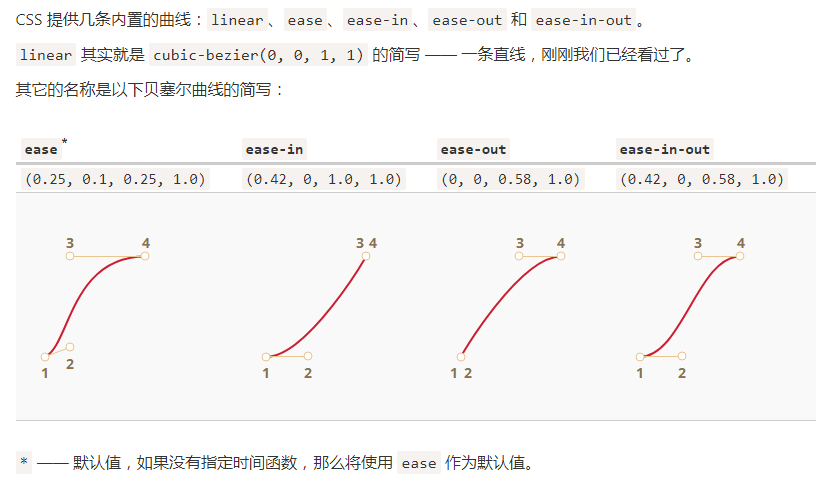 CSS 提供几条内置的曲线：linear、ease、ease-in、ease-out 和 ease-in-out。
linear 其实就是 cubic-bezier(0, 0, 1, 1) 的简写 —— 一条直线，刚刚我们已经看过了。
其它的名称是以下贝塞尔曲线的简写：
ease* ease-in ease-out ease-in-out
(0.25, 0.1, 0.25, 1.0) (0.42, 0, 1.0, 1.0) (0, 0, 0.58, 1.0) (0.42, 0, 0.58, 1.0)
3 4 3 4 3 4 3 4
1 2 1 2 1 2 1 2
* —— 默认值，如果没有指定时间函数，那么将使用 ease 作为默认值。